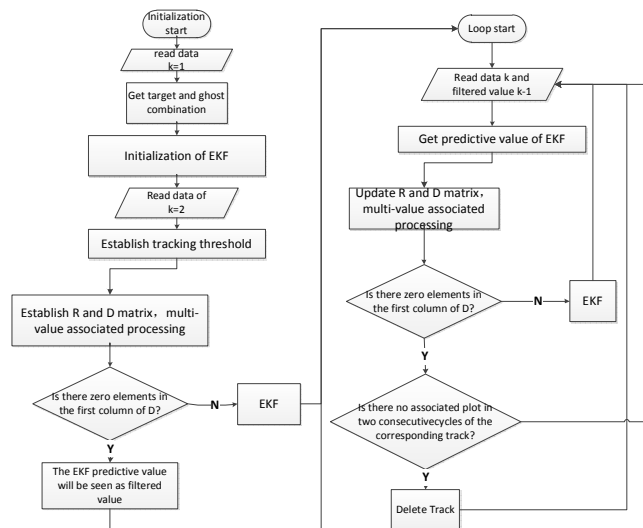 Initialization
start
read data
k=1
Get target and ghost
combination
Initialization of EKF
Read data of
k=2
Establish tracking threshold
Establish R and D matrix，multi-
value associated processing
Is there zero elements in
the first column of D?
N
EKF
Y
The EKF predictive value
will be seen as filtered
value
Loop start
Read data k and
filtered value k-1
Get predictive value of EKF
Update R and D matrix，
multi-value associated
processing
Is there zero elements in
the first column of D?
N
EKF
Y
Is there no associated plot in
two consecutivecycles of the
corresponding track?
Y
Delete Track